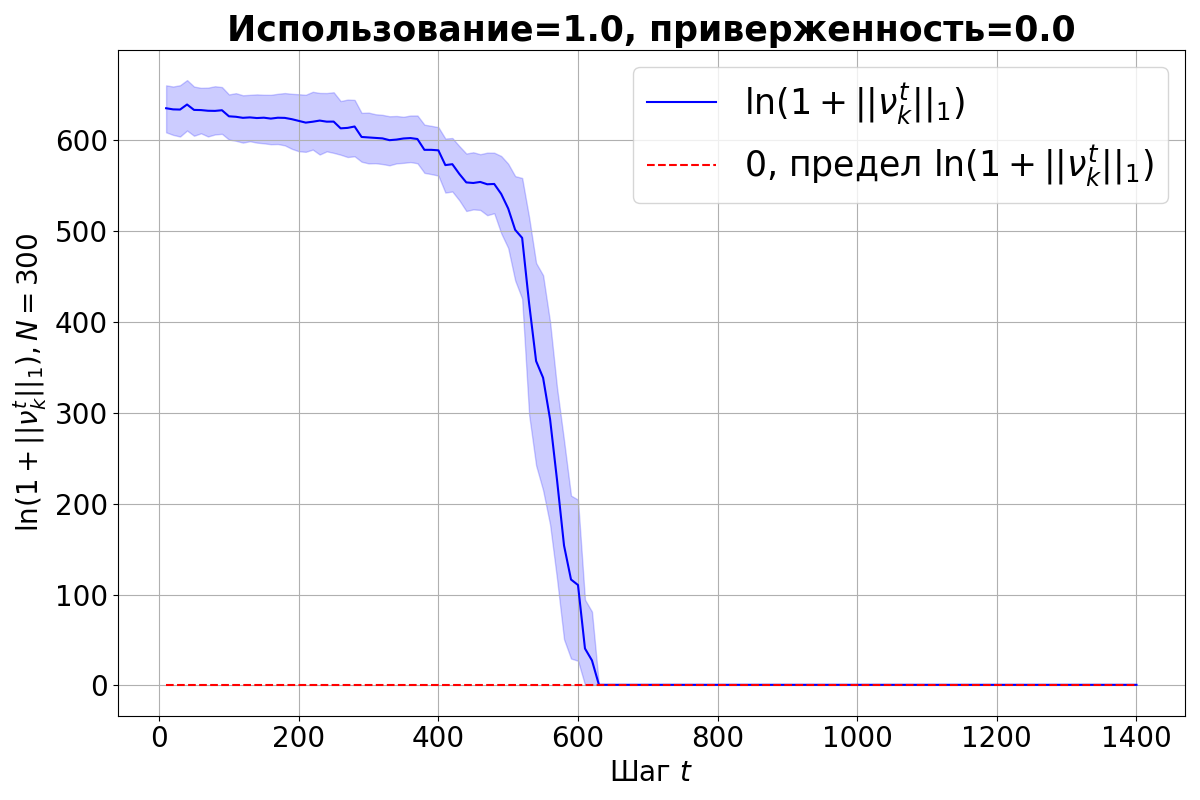 Использование=1.0, приверженность=0.0
ln(1 + ||ν_k^t||_1)
0, предел ln(1 + ||ν_k^t||_1)
ln(1 + ||ν_k^t||_1), N = 300
600
500
400
300
200
100
0
0 200 400 600 800 1000 1200 1400
Шаг t